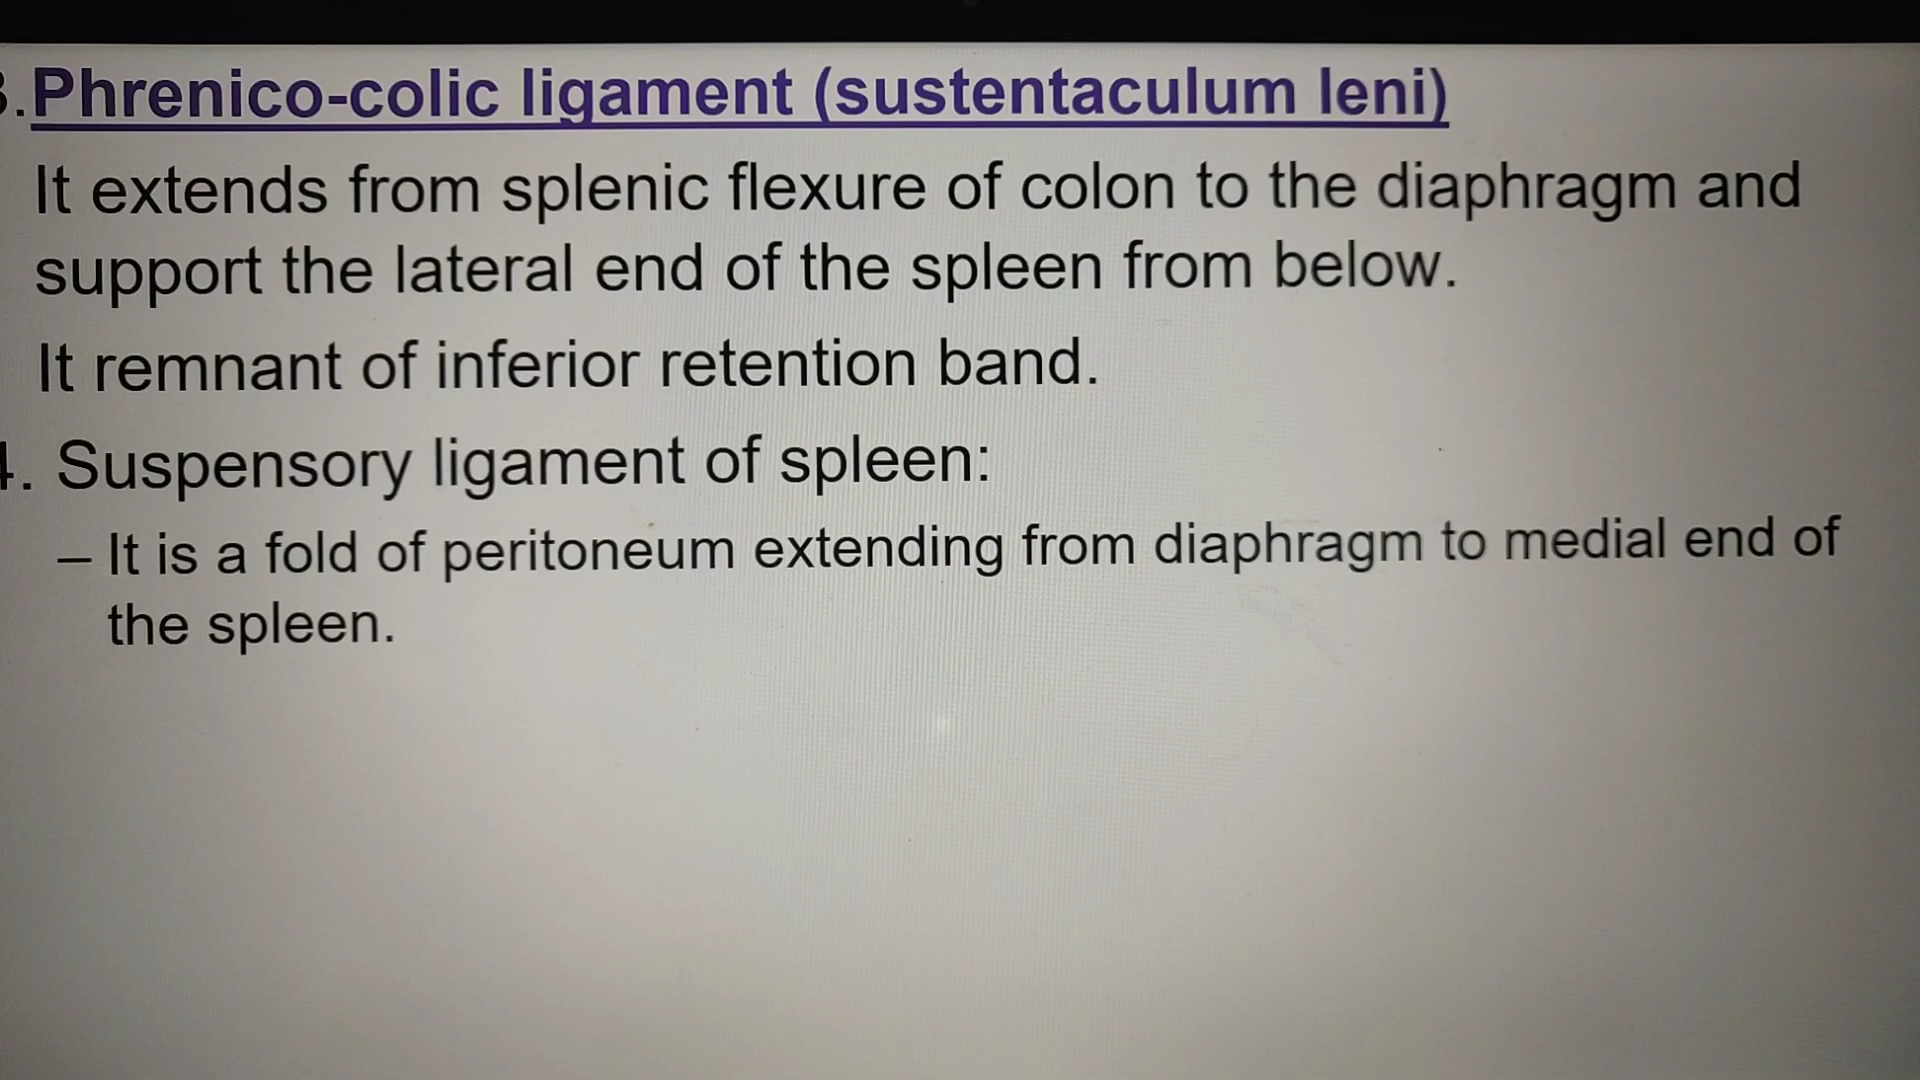 3.Phrenico-colic ligament (sustentaculum leni)
It extends from splenic flexure of colon to the diaphragm and
support the lateral end of the spleen from below.
It remnant of inferior retention band.
4. Suspensory ligament of spleen:
– It is a fold of peritoneum extending from diaphragm to medial end of
the spleen.